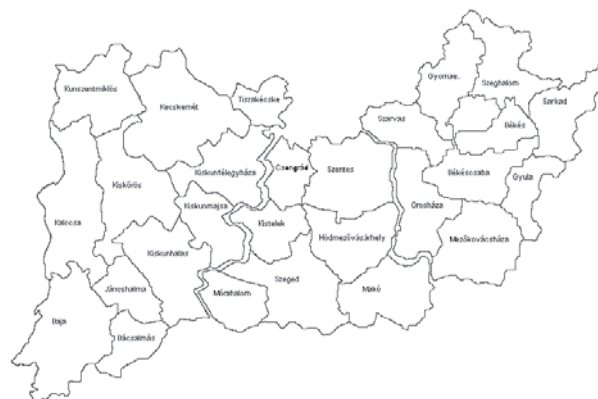 Gyomae.
Szeghalom
Kunszentmiklós
Kecskemét
Tiszakécske
Sarkad
Szarvas
Békés
Kiskunfélegyháza
Csongrád
Szentes
Békéscsaba
Gyula
Kiskőrös
Kiskunmajsa
Orosháza
Kalocsa
Kistelek
Hódmezővásárhely
Mezőkovácsháza
Kiskunhalas
Jánoshalma
Mórahalom
Szeged
Makó
Baja
Bácsalmás